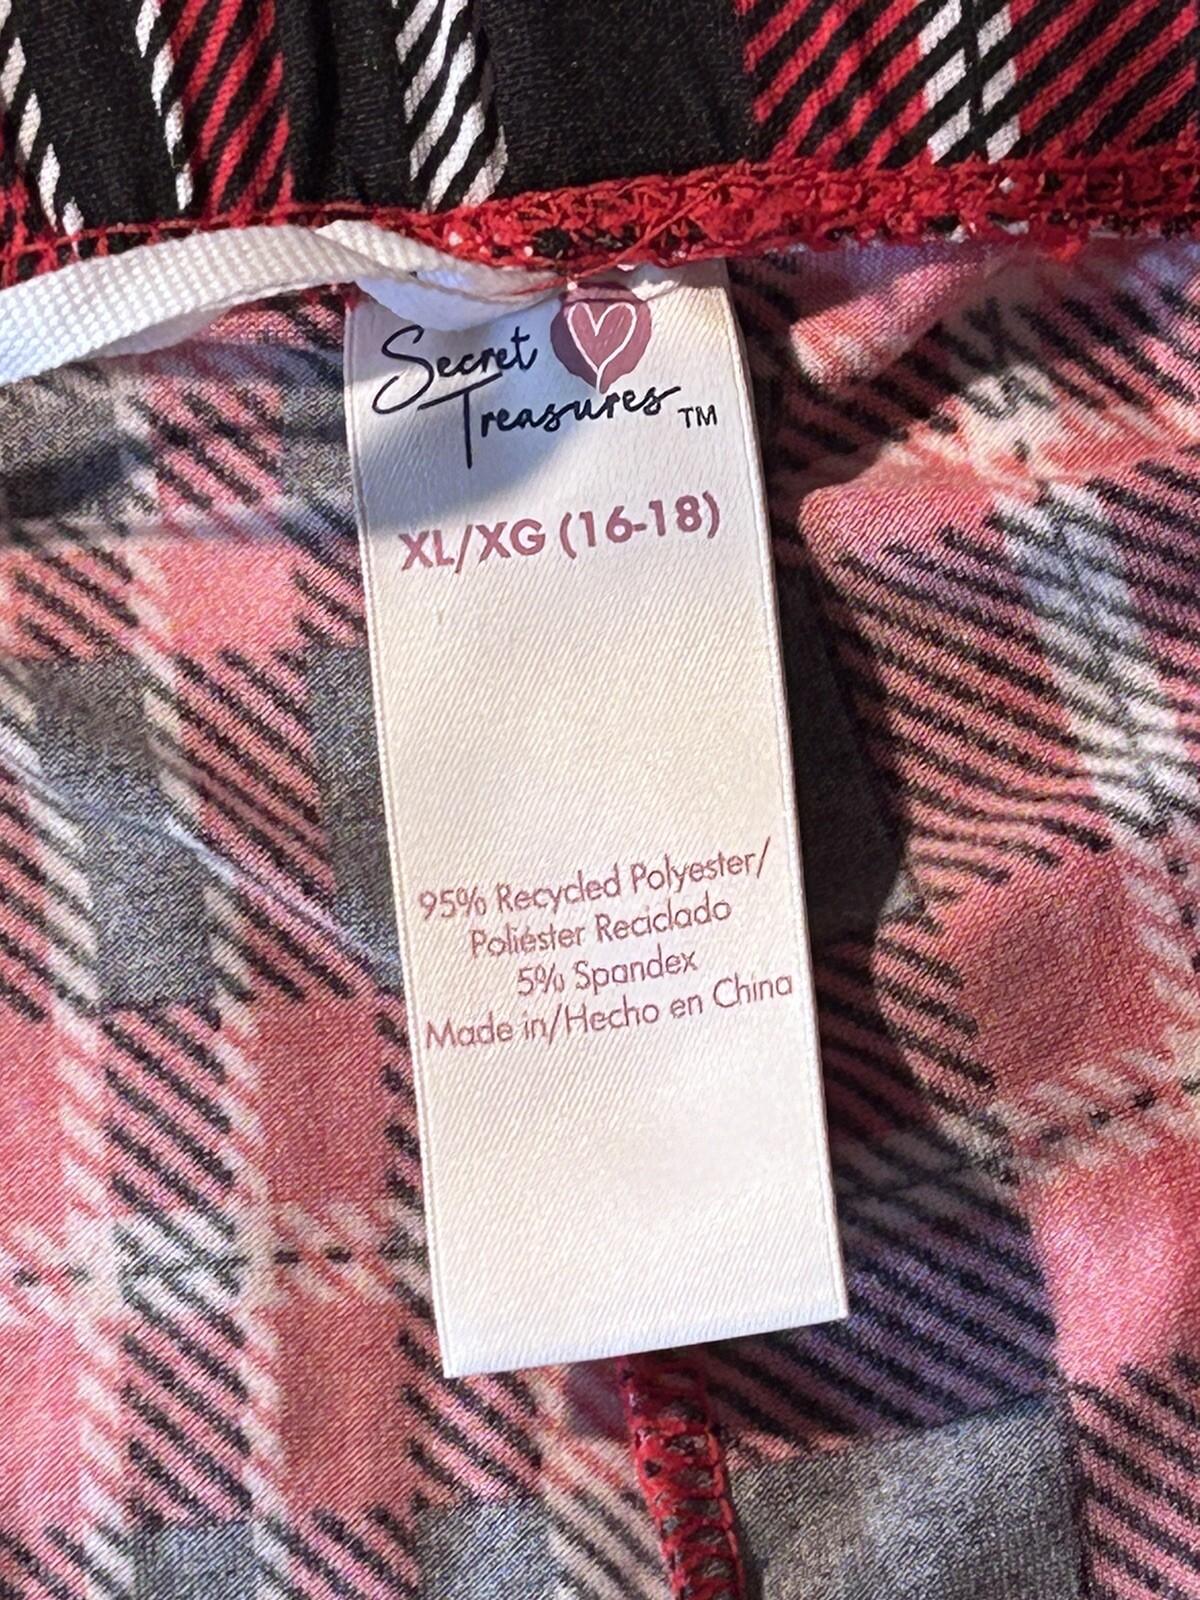 Secret
Treasures TM
XL/XG (16-18)
95% Recycled Polyester/
Poliéster Reciclado
5% Spandex
Made in/Hecho en China